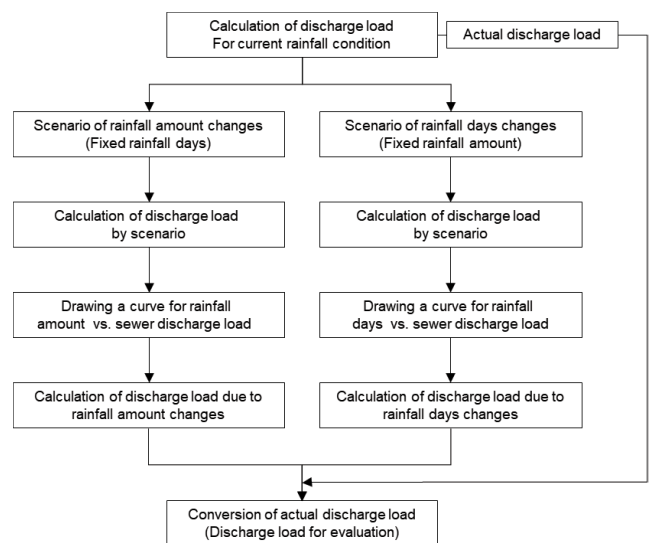 Calculation of discharge load
For current rainfall condition
Actual discharge load
Scenario of rainfall amount changes
(Fixed rainfall days)
Scenario of rainfall days changes
(Fixed rainfall amount)
Calculation of discharge load
by scenario
Calculation of discharge load
by scenario
Drawing a curve for rainfall
amount vs. sewer discharge load
Drawing a curve for rainfall
days vs. sewer discharge load
Calculation of discharge load due to
rainfall amount changes
Calculation of discharge load due to
rainfall days changes
Conversion of actual discharge load
(Discharge load for evaluation)